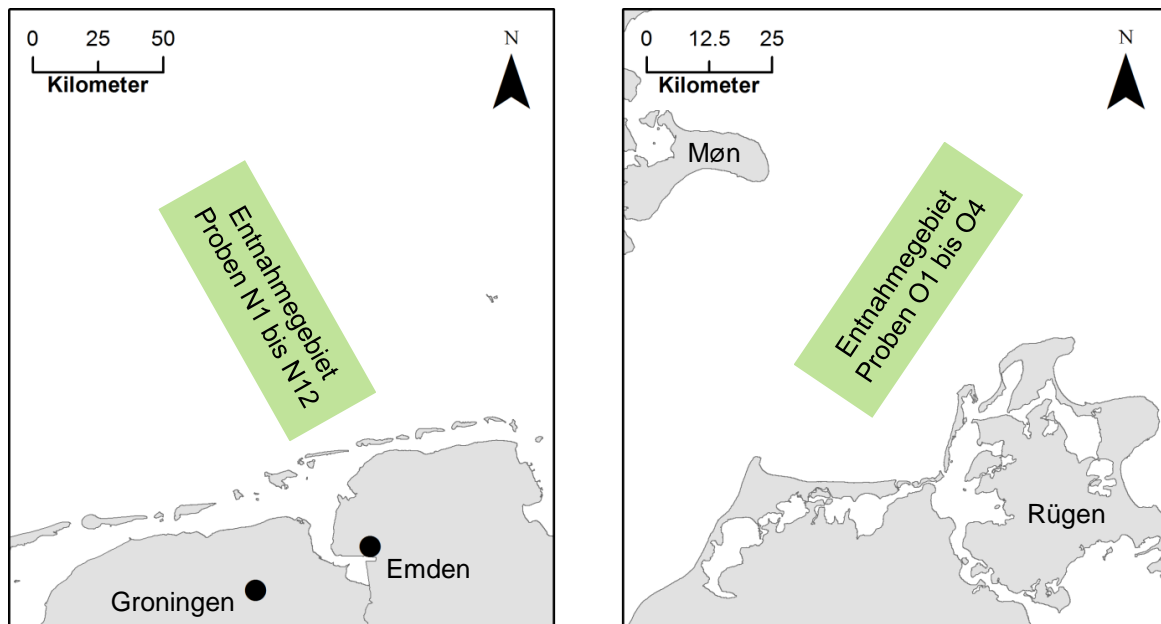 0 25 50
Kilometer
N
Entnahmegebiet
Proben N1 bis N12
Emden
Groningen
0 12.5 25
Kilometer
N
Møn
Entnahmegebiet
Proben O1 bis O4
Rügen